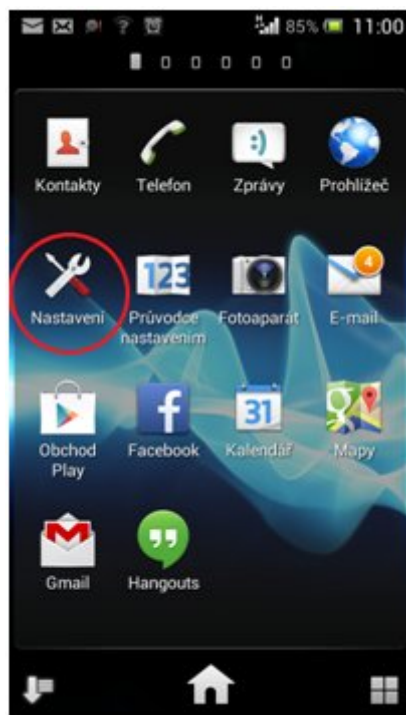 85% 11:00
Kontakty Telefon Zprávy Prohlížeč
123 4
Nastavení Průvodce nastavením Fotoaparát E-mail
31
Obchod Play Facebook Kalendář Mapy
Gmail Hangouts